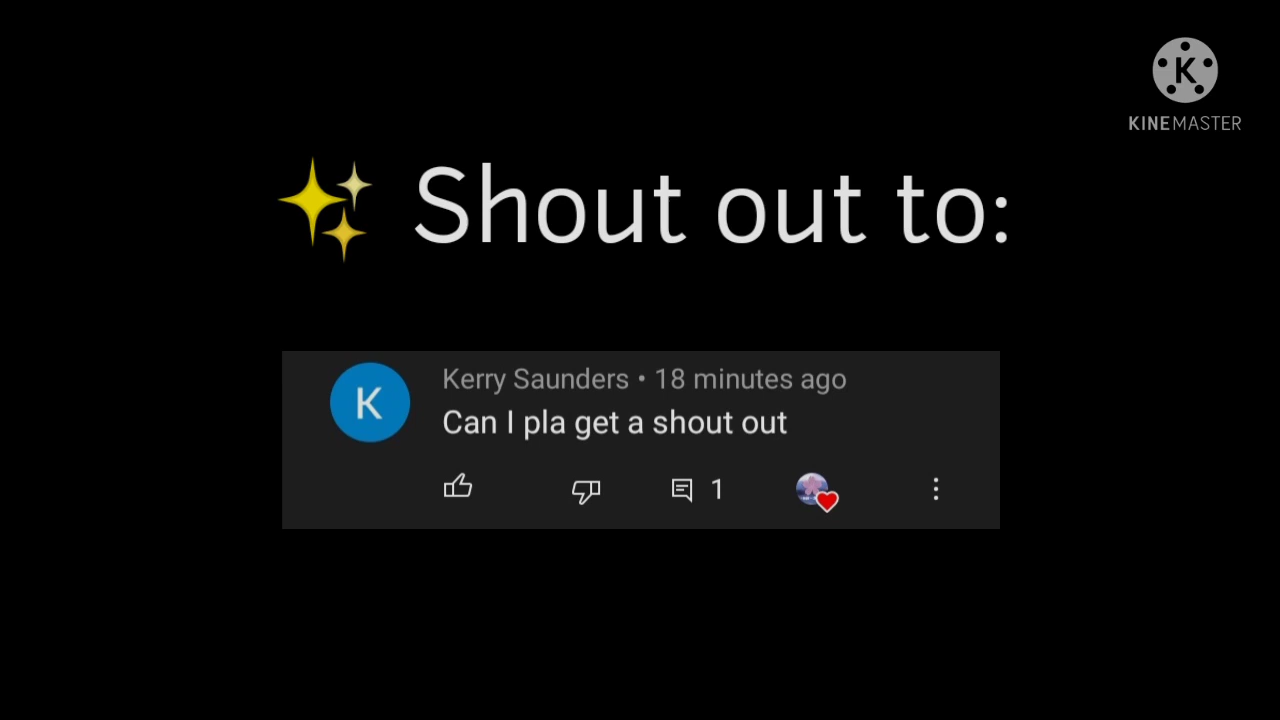 K
KINEMASTER
✨ Shout out to:
K
Kerry Saunders • 18 minutes ago
Can I pla get a shout out
1